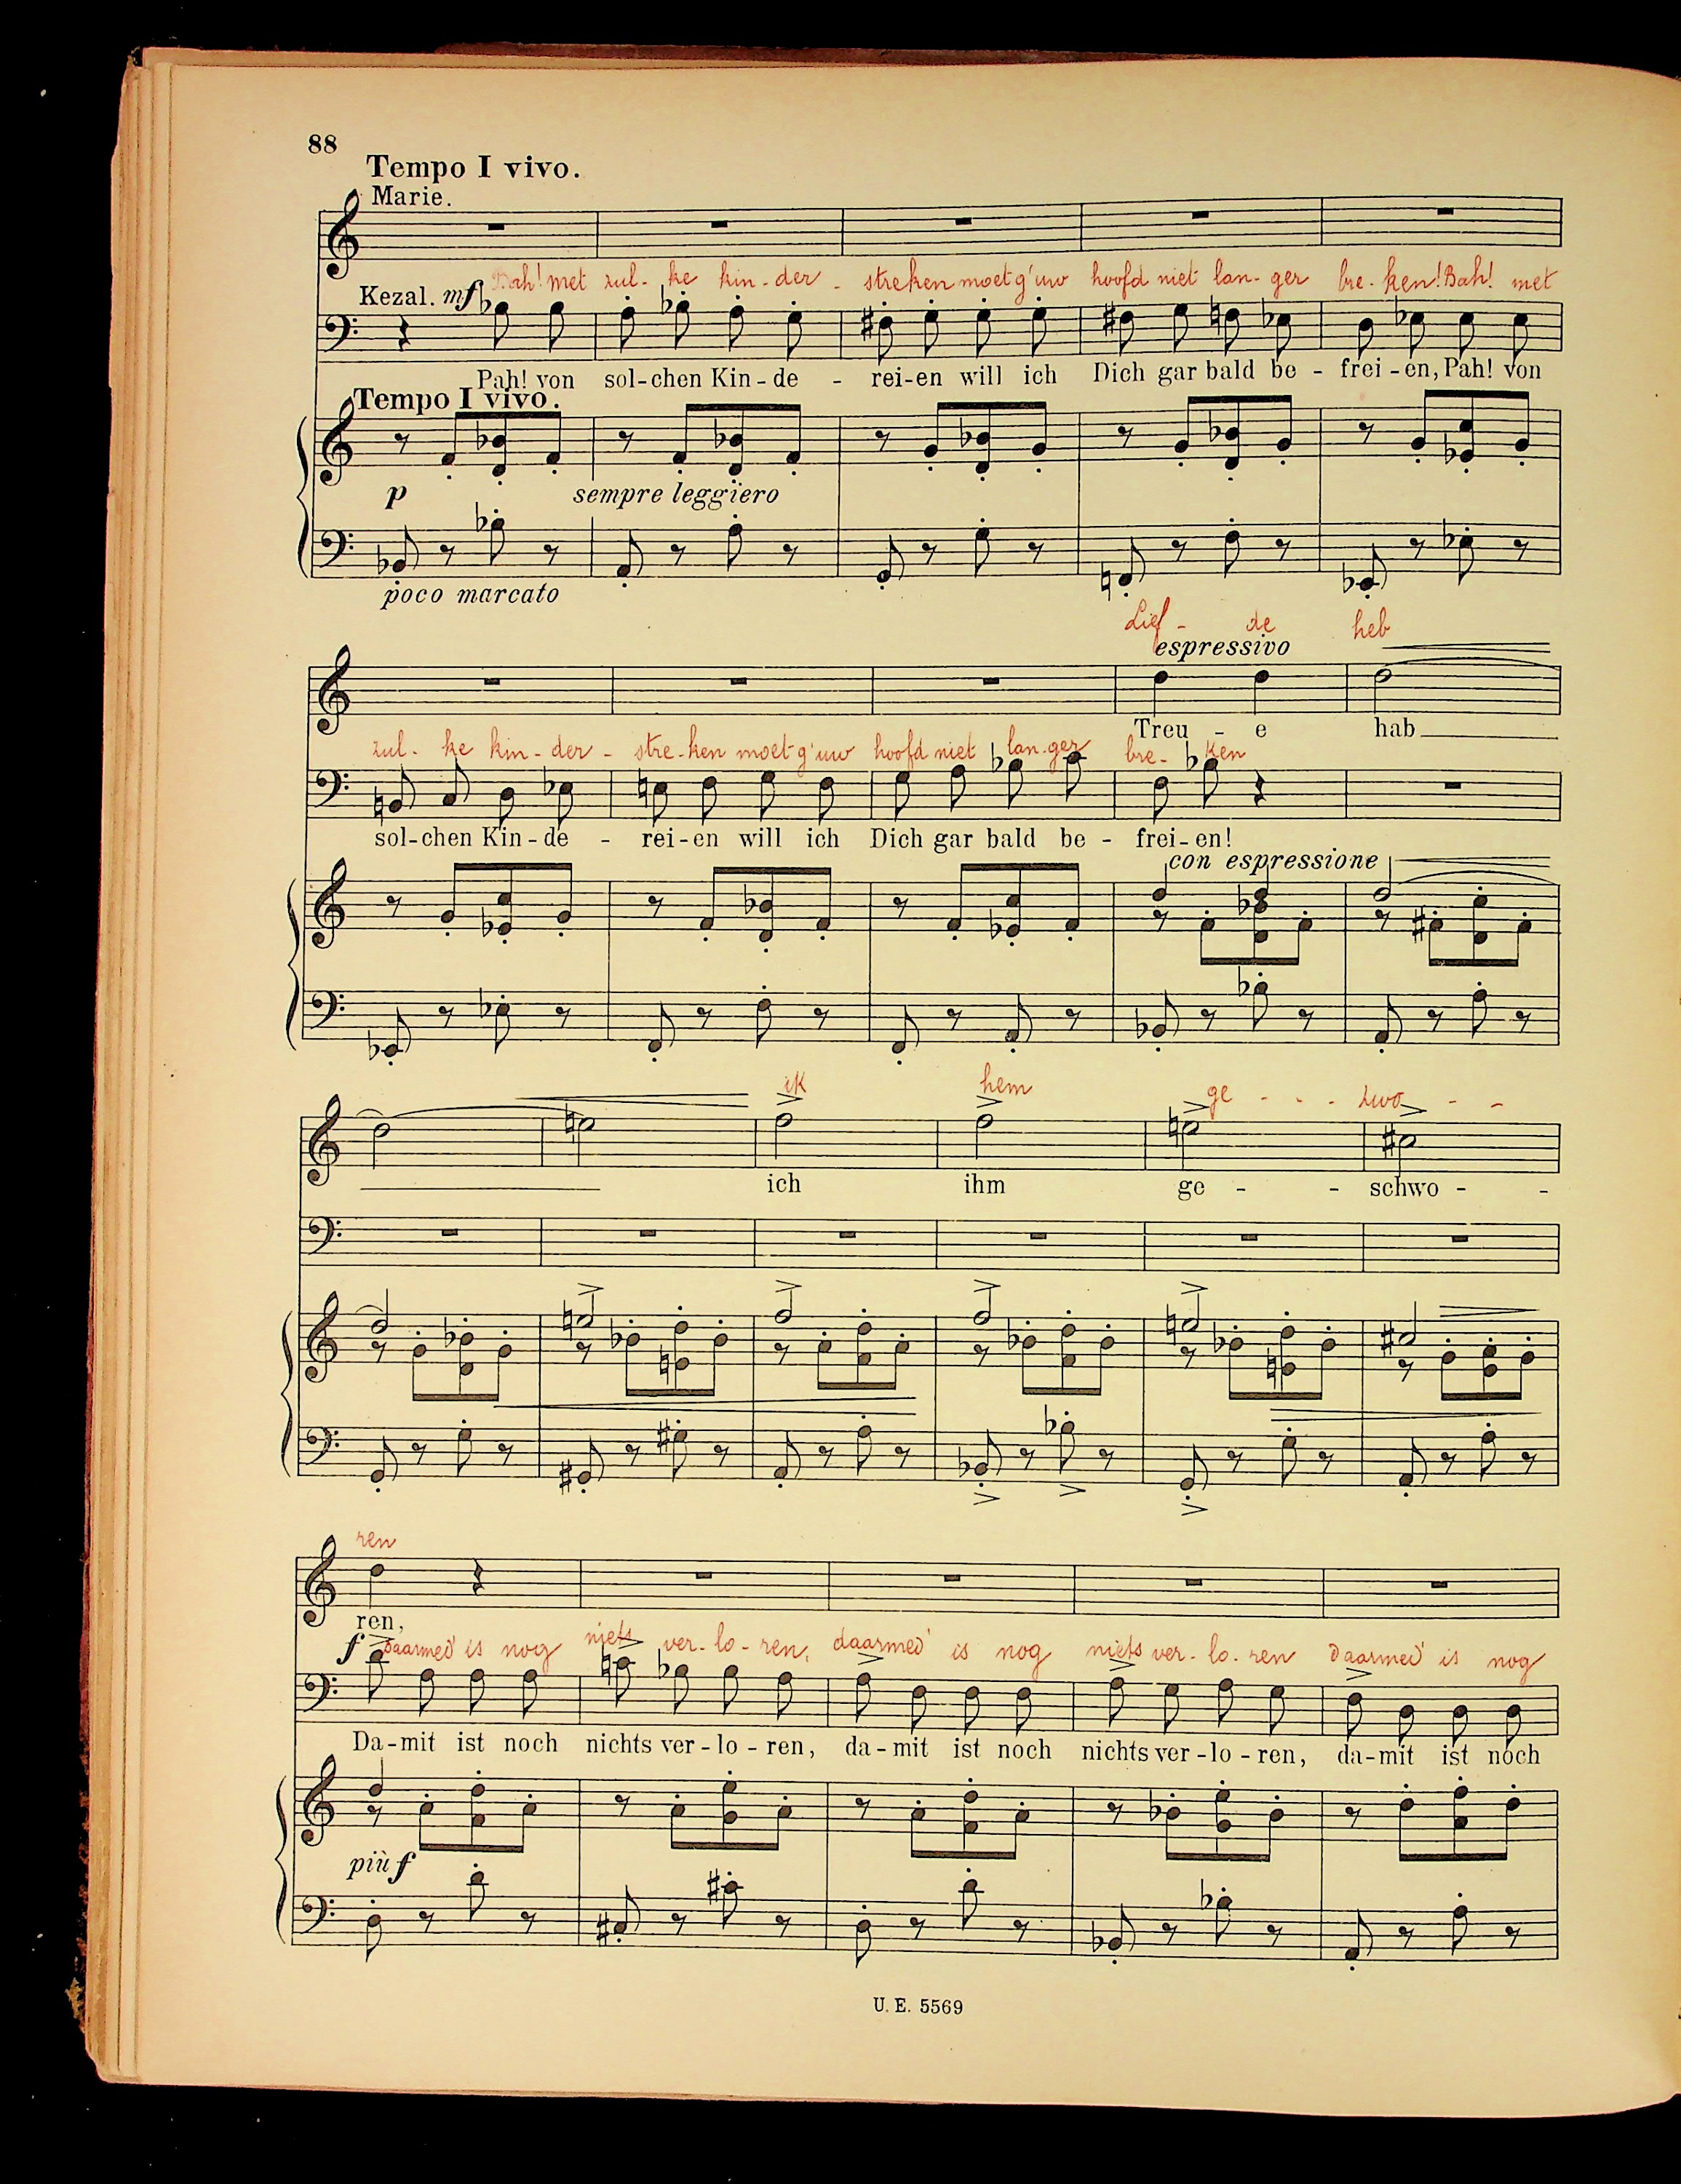 88
Tempo I vivo.
Marie.
Bah! met zul- ke kin-der - streken moet g'uw hoofd niet lan-ger bre-ken! Bah! met
Kezal. mf
Pah! von sol-chen Kin-de - rei-en will ich Dich gar bald be - frei-en, Pah! von
Tempo I vivo.
p sempre leggiero
poco marcato
Lief - de heb
espressivo
Treu - e hab
zul- ke kin-der - stre-ken moet g'uw hoofd niet lan-ger bre- ken
sol-chen Kin-de - rei-en will ich Dich gar bald be - frei-en!
con espressione
ik hem ge - - - zwo - -
ich ihm ge - - schwo - -
ren
ren,
f daarmeê is nog niets ver-lo-ren, daarmeê is nog niets ver-lo-ren daarmeê is nog
Da-mit ist noch nichts ver-lo-ren, da-mit ist noch nichts ver-lo-ren, da-mit ist noch
più f
U. E. 5569